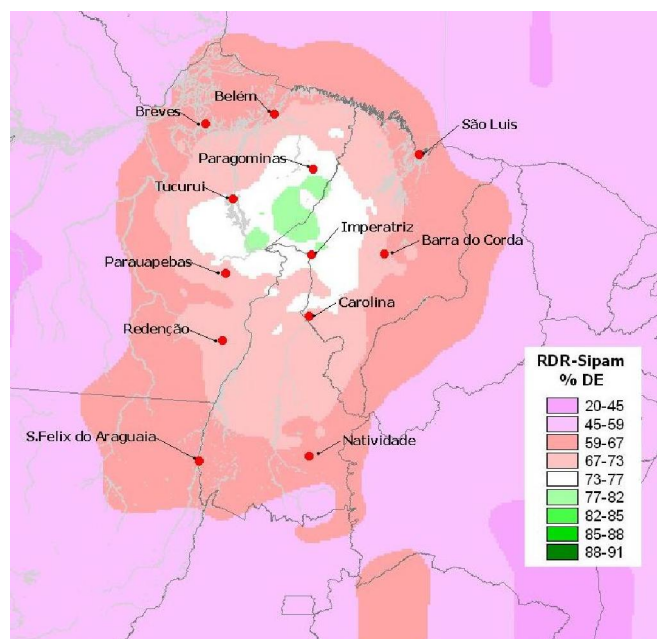 Belém
Breves
São Luis
Paragominas
Tucurui
Imperatriz
Barra do Corda
Parauapebas
Carolina
Redenção
RDR-Sipam
% DE
20-45
45-59
59-67
67-73
73-77
77-82
82-85
85-88
88-91
S.Felix do Araguaia
Natividade